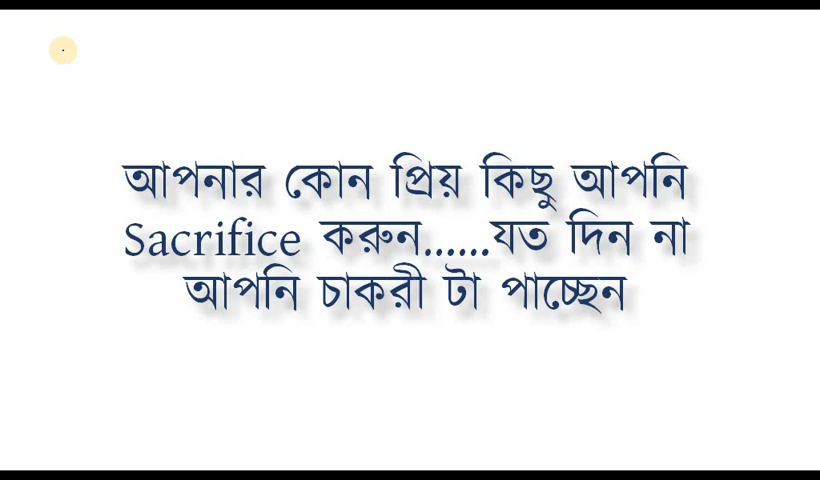 আপনার কোন প্রিয় কিছু আপনি
Sacrifice করুন......যত দিন না
আপনি চাকরী টা পাচ্ছেন